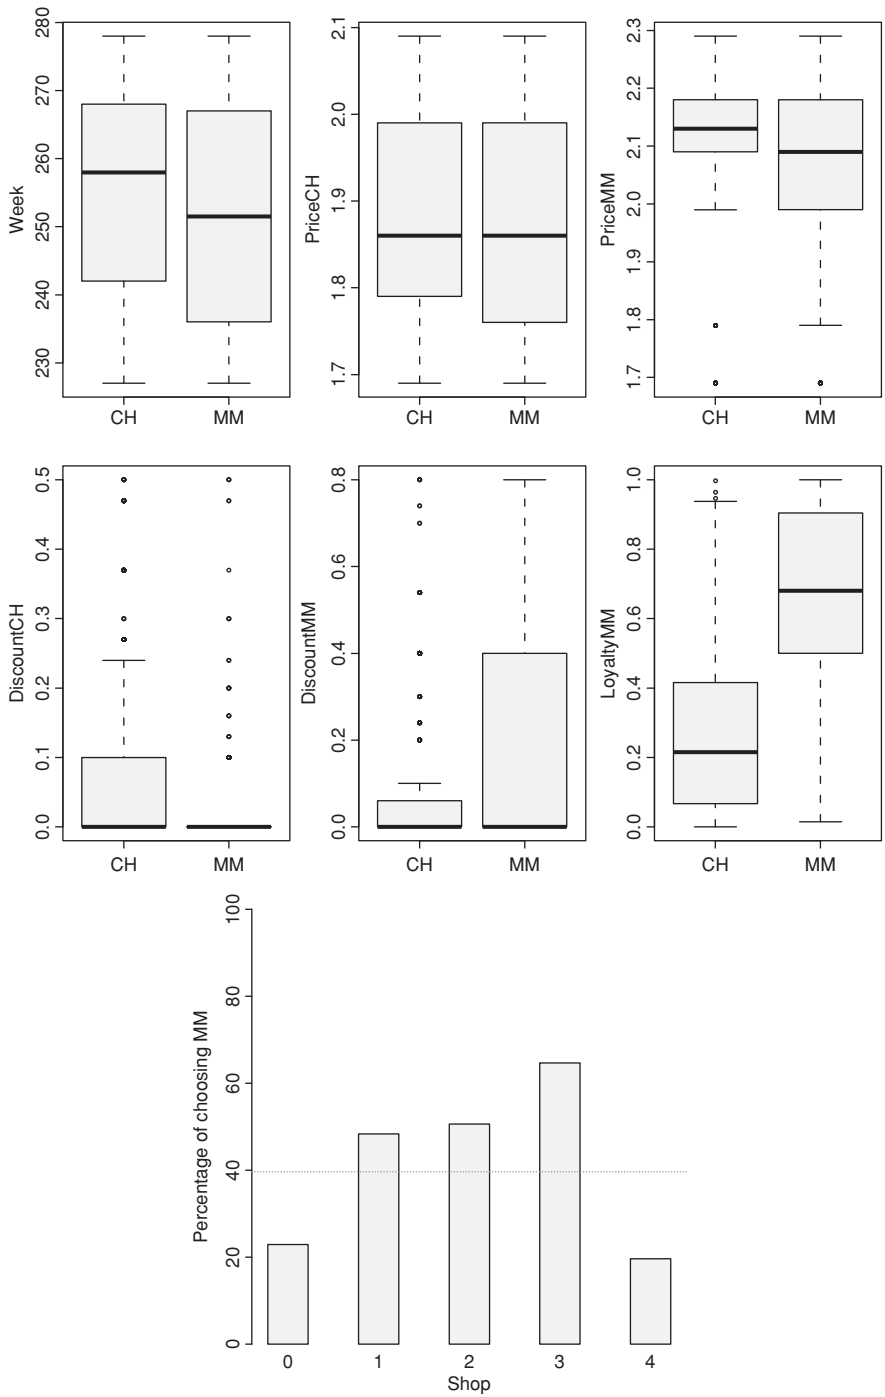 Week
280
270
260
250
240
230
CH
MM
PriceCH
2.1
2.0
1.9
1.8
1.7
CH
MM
PriceMM
2.3
2.2
2.1
2.0
1.9
1.8
1.7
CH
MM
DiscountCH
0.5
0.4
0.3
0.2
0.1
0.0
CH
MM
DiscountMM
0.8
0.6
0.4
0.2
0.0
CH
MM
LoyaltyMM
1.0
0.8
0.6
0.4
0.2
0.0
CH
MM
Percentage of choosing MM
100
80
60
40
20
0
0 1 2 3 4
Shop